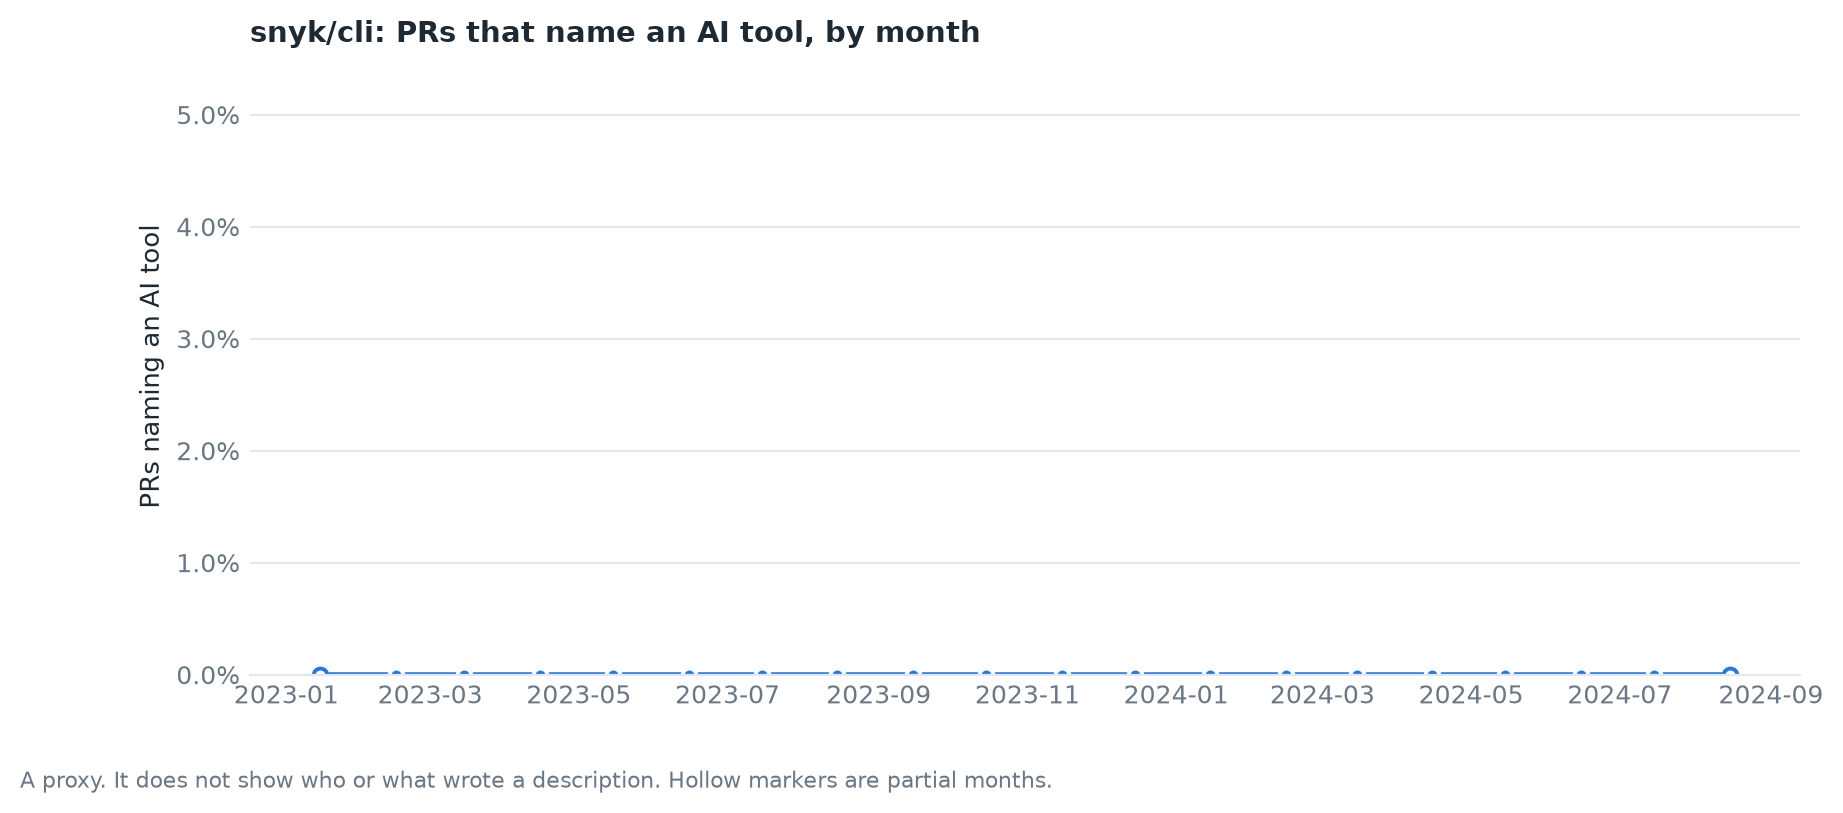 snyk/cli: PRs that name an AI tool, by month
PRs naming an AI tool
5.0%
4.0%
3.0%
2.0%
1.0%
0.0%
2023-01 2023-03 2023-05 2023-07 2023-09 2023-11 2024-01 2024-03 2024-05 2024-07 2024-09
A proxy. It does not show who or what wrote a description. Hollow markers are partial months.